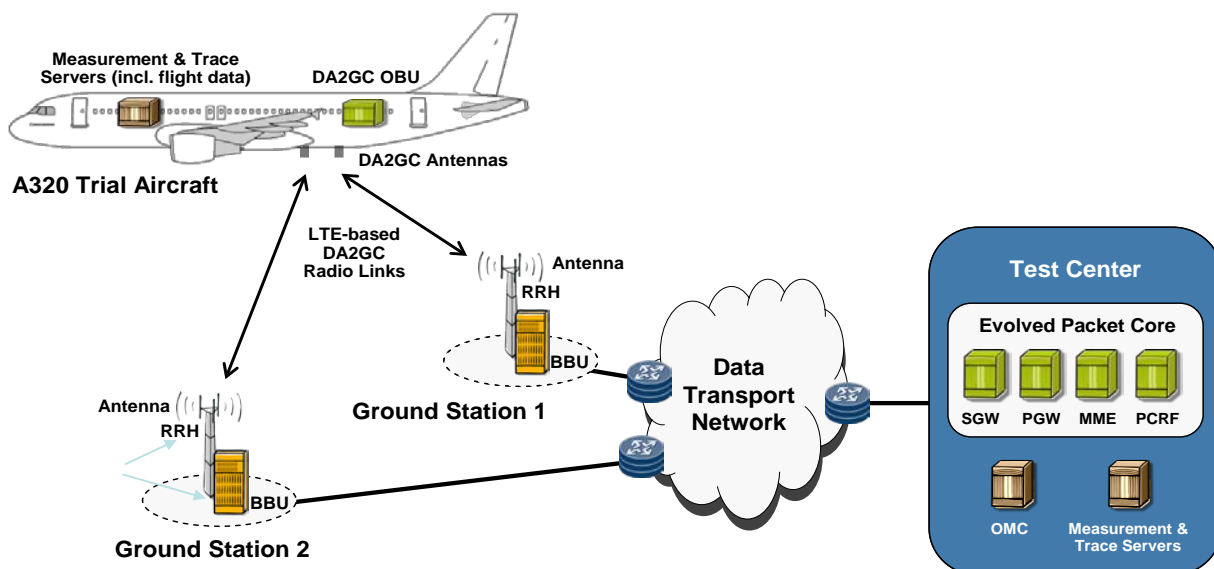 Measurement & Trace
Servers (incl. flight data)
DA2GC OBU
DA2GC Antennas
A320 Trial Aircraft
LTE-based
DA2GC
Radio Links
Antenna
RRH
BBU
Ground Station 1
Antenna
RRH
BBU
Ground Station 2
Data
Transport
Network
Test Center
Evolved Packet Core
SGW
PGW
MME
PCRF
OMC
Measurement &
Trace Servers